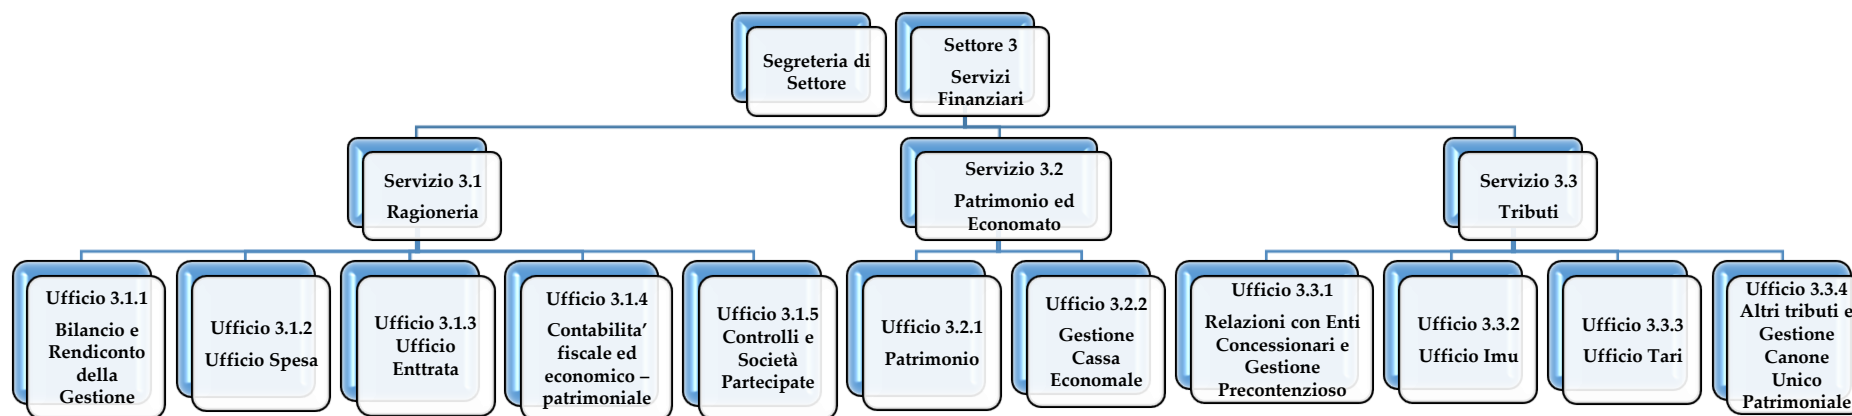 Segreteria di
Settore
Settore 3
Servizi
Finanziari
Servizio 3.1
Ragioneria
Servizio 3.2
Patrimonio ed
Economato
Servizio 3.3
Tributi
Ufficio 3.1.1
Bilancio e
Rendiconto
della
Gestione
Ufficio 3.1.2
Ufficio Spesa
Ufficio 3.1.3
Ufficio
Enttrata
Ufficio 3.1.4
Contabilita’
fiscale ed
economico –
patrimoniale
Ufficio 3.1.5
Controlli e
Società
Partecipate
Ufficio 3.2.1
Patrimonio
Ufficio 3.2.2
Gestione
Cassa
Economale
Ufficio 3.3.1
Relazioni con Enti
Concessionari e
Gestione
Precontenzioso
Ufficio 3.3.2
Ufficio Imu
Ufficio 3.3.3
Ufficio Tari
Ufficio 3.3.4
Altri tributi e
Gestione
Canone
Unico
Patrimoniale